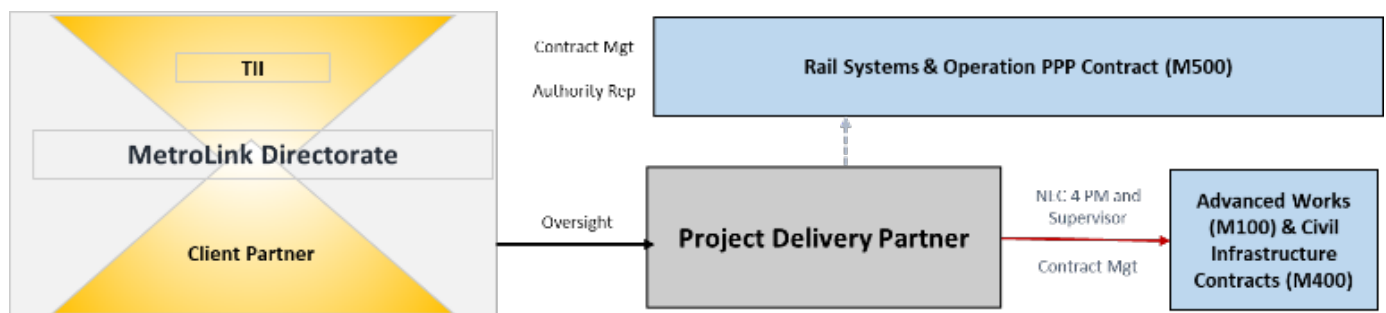 TII
MetroLink Directorate
Client Partner
Contract Mgt
Authority Rep
Rail Systems & Operation PPP Contract (M500)
Oversight
Project Delivery Partner
NEC 4 PM and
Supervisor
Contract Mgt
Advanced Works
(M100) & Civil
Infrastructure
Contracts (M400)